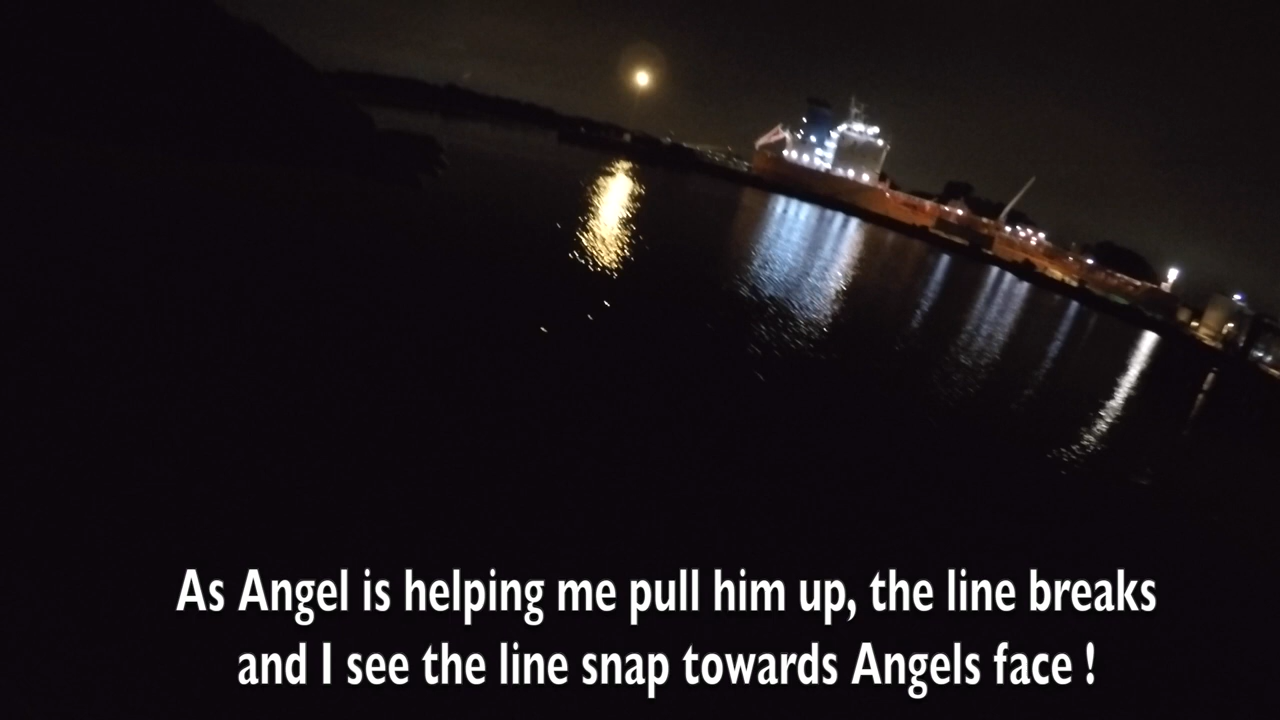 As Angel is helping me pull him up, the line breaks
and I see the line snap towards Angels face !